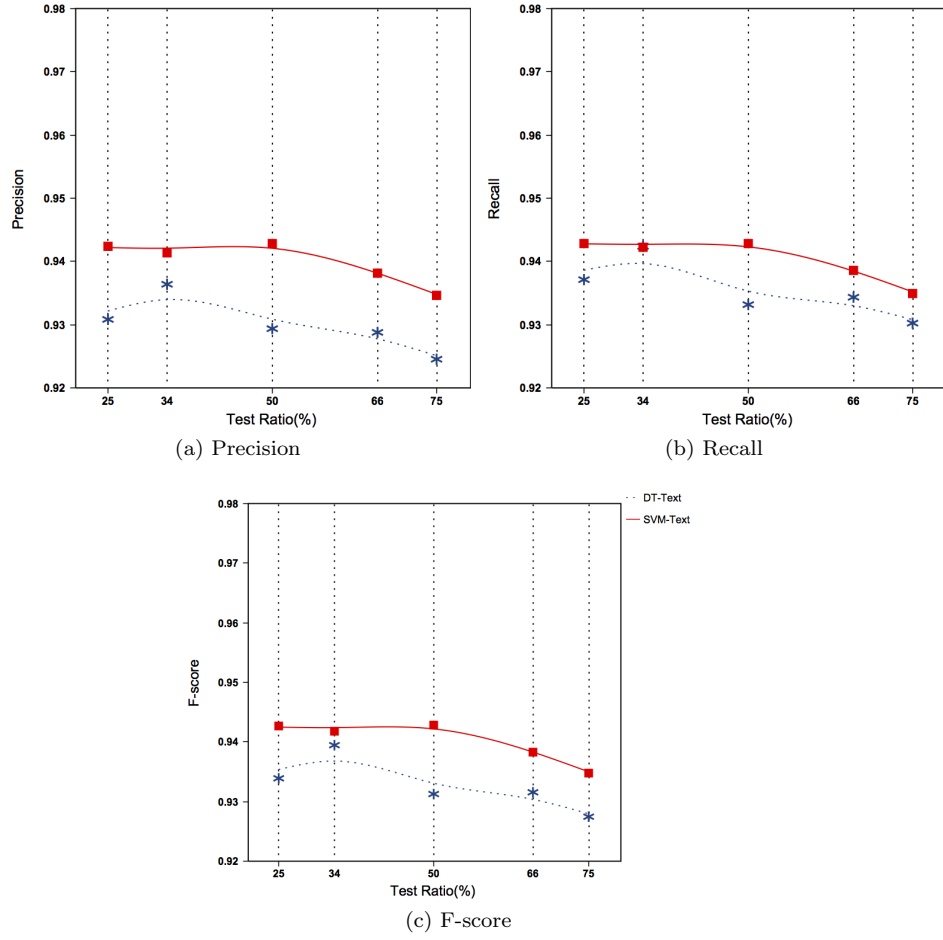 0.98
0.97
0.96
0.95
0.94
0.93
0.92
Precision
25 34 50 66 75
Test Ratio(%)
(a) Precision
0.98
0.97
0.96
0.95
0.94
0.93
0.92
Recall
25 34 50 66 75
Test Ratio(%)
(b) Recall
0.98
0.97
0.96
0.95
0.94
0.93
0.92
F-score
25 34 50 66 75
Test Ratio(%)
DT-Text
SVM-Text
(c) F-score